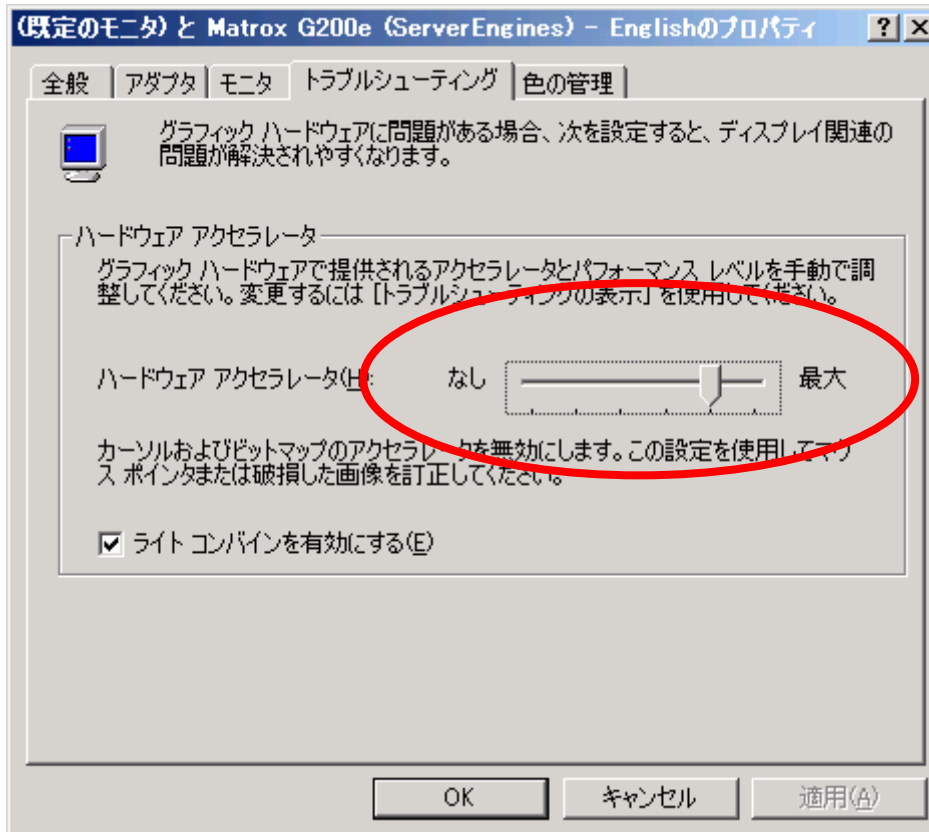 (既定のモニタ) と Matrox G200e (ServerEngines) - Englishのプロパティ
全般 アダプタ モニタ トラブルシューティング 色の管理
グラフィック ハードウェアに問題がある場合、次を設定すると、ディスプレイ関連の
問題が解決されやすくなります。
ハードウェア アクセラレータ
グラフィック ハードウェアで提供されるアクセラレータとパフォーマンス レベルを手動で調
整してください。変更するには [トラブルシューティングの表示] を使用してください。
ハードウェア アクセラレータ(H): なし 最大
カーソルおよびビットマップのアクセラレータを無効にします。この設定を使用してマウ
ス ポインタまたは破損した画像を訂正してください。
ライト コンバインを有効にする(E)
OK キャンセル 適用(A)